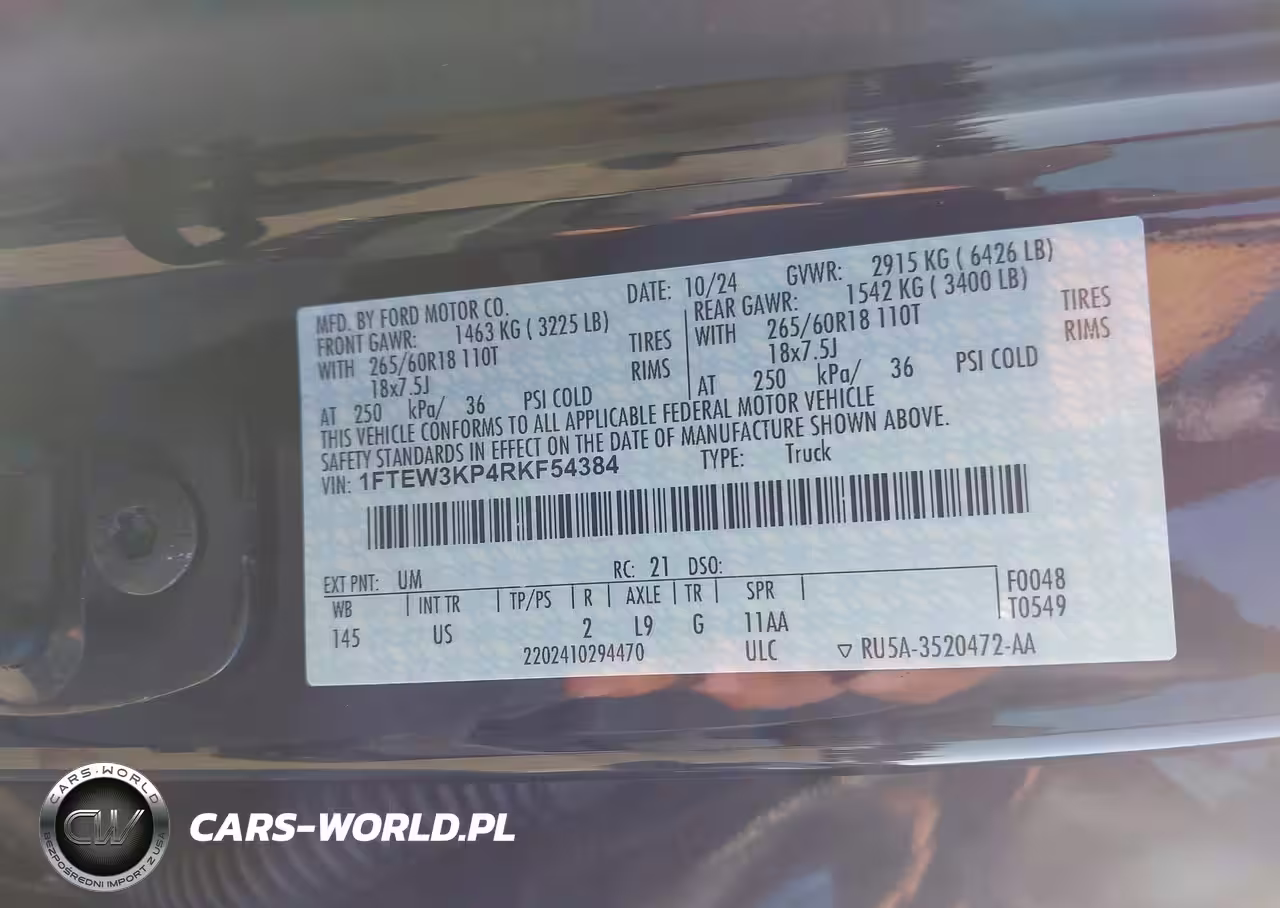 MFD. BY FORD MOTOR CO. DATE: 10/24 GVWR: 2915 KG ( 6426 LB)
FRONT GAWR: 1463 KG ( 3225 LB) REAR GAWR: 1542 KG ( 3400 LB)
WITH 265/60R18 110T TIRES WITH 265/60R18 110T TIRES
18x7.5J RIMS 18x7.5J RIMS
AT 250 kPa/ 36 PSI COLD AT 250 kPa/ 36 PSI COLD
THIS VEHICLE CONFORMS TO ALL APPLICABLE FEDERAL MOTOR VEHICLE
SAFETY STANDARDS IN EFFECT ON THE DATE OF MANUFACTURE SHOWN ABOVE.
VIN: 1FTEW3KP4RKF54384 TYPE: Truck
EXT PNT: UM RC: 21 DSO:
WB INT TR TP/PS R AXLE TR SPR F0048
145 US 2 L9 G 11AA T0549
220241029​4470 ULC ▽ RU5A-3520472-AA
CARS-WORLD
CW
BEZPOŚREDNI IMPORT Z USA
CARS-WORLD.PL